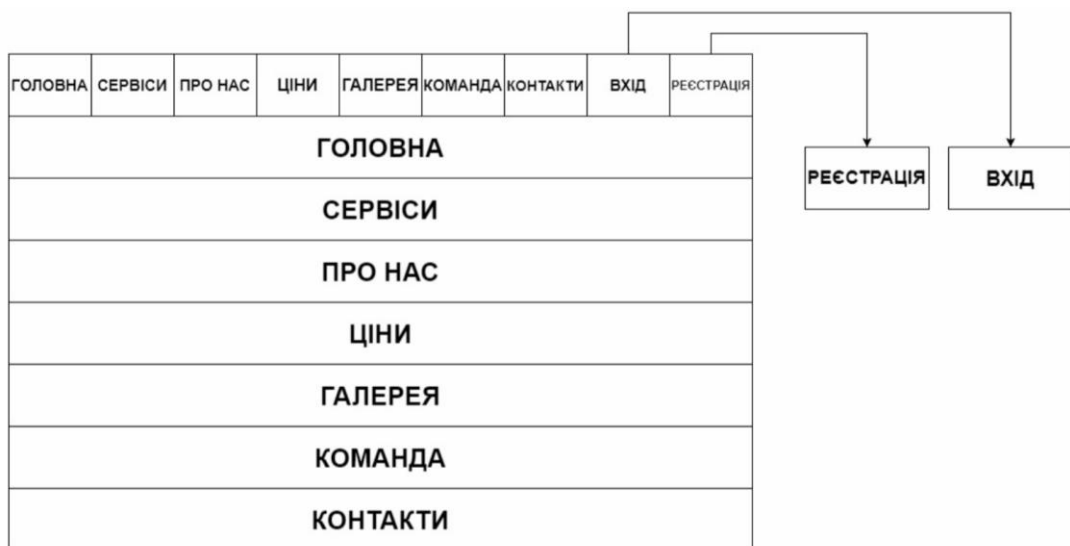 ГОЛОВНА СЕРВІСИ ПРО НАС ЦІНИ ГАЛЕРЕЯ КОМАНДА КОНТАКТИ ВХІД РЕЄСТРАЦІЯ
ГОЛОВНА
РЕЄСТРАЦІЯ ВХІД
СЕРВІСИ
ПРО НАС
ЦІНИ
ГАЛЕРЕЯ
КОМАНДА
КОНТАКТИ